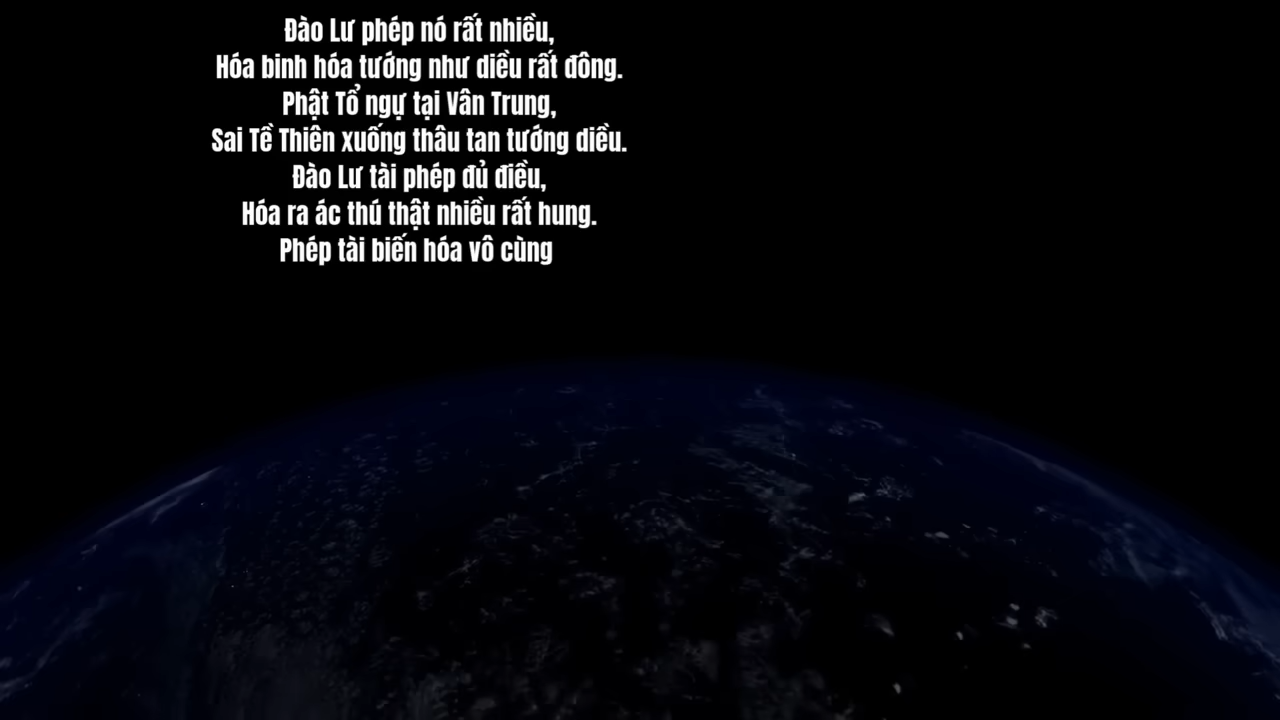 Đào Lư phép nó rất nhiều,
Hóa binh hóa tướng như diều rất đông.
Phật Tổ ngự tại Vân Trung,
Sai Tề Thiên xuống thâu tan tướng diều.
Đào Lư tài phép đủ điều,
Hóa ra ác thú thật nhiều rất hung.
Phép tài biến hóa vô cùng